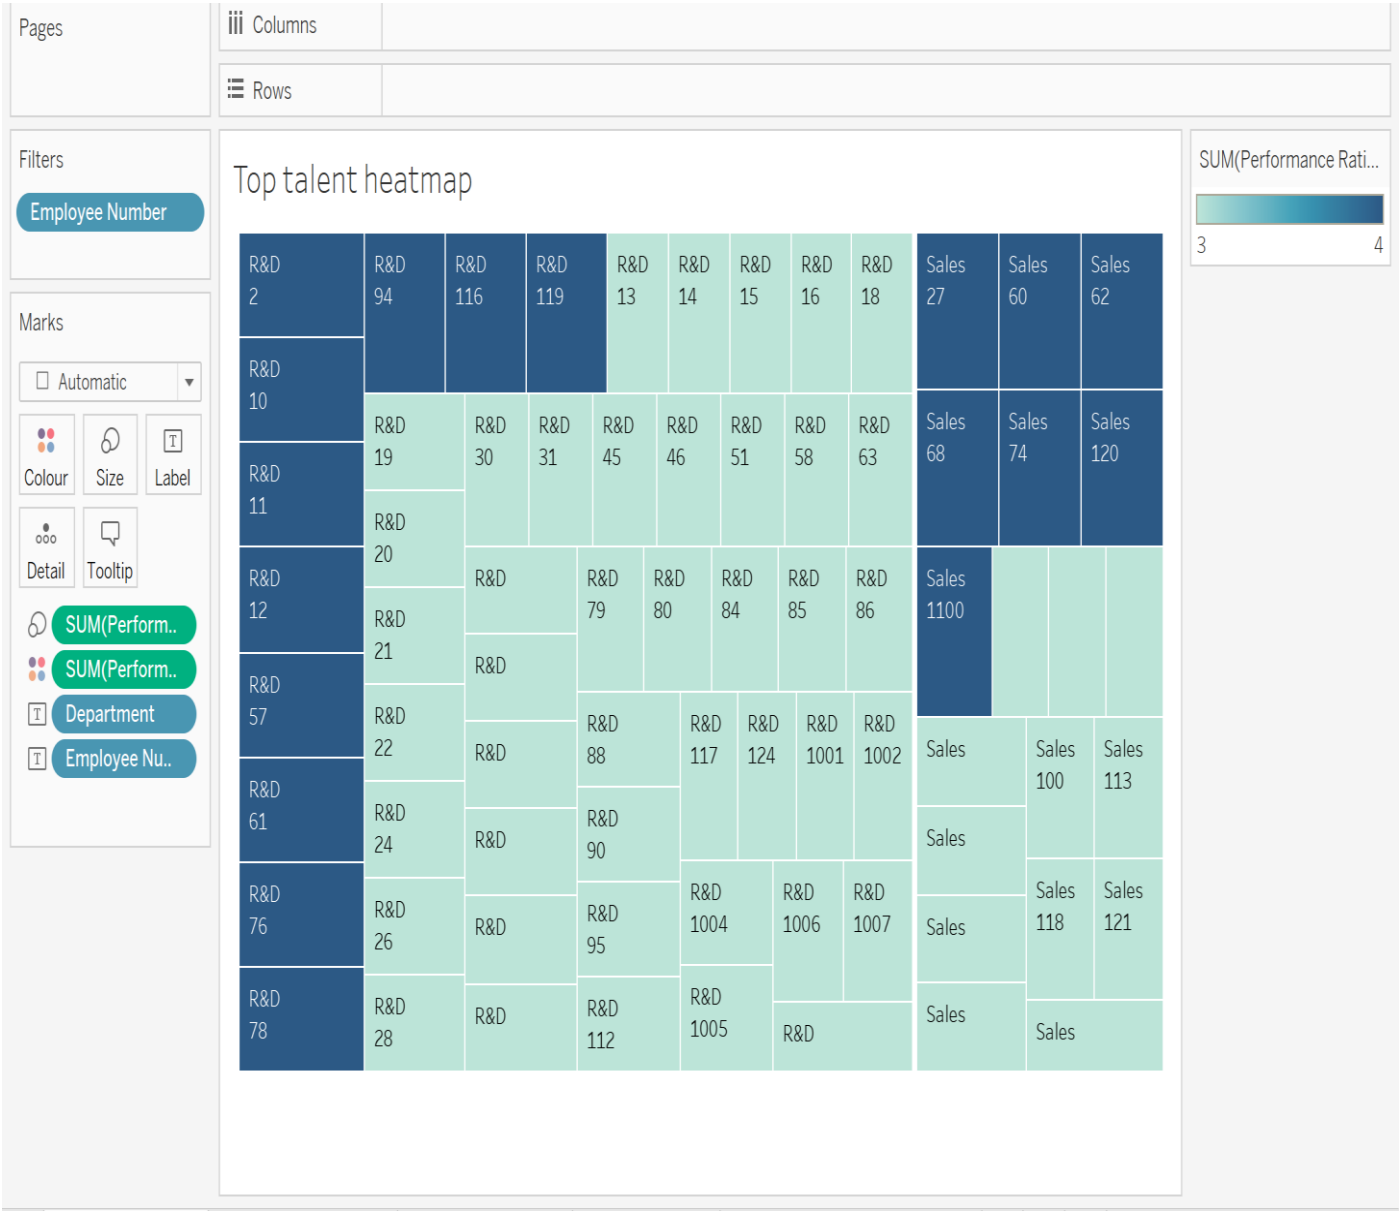 Pages
Columns
Rows
Filters
Employee Number
Marks
Automatic
Colour
Size
Label
Detail
Tooltip
SUM(Perform..
SUM(Perform..
Department
Employee Nu..
Top talent heatmap
R&D
2
R&D
10
R&D
11
R&D
12
R&D
57
R&D
61
R&D
76
R&D
78
R&D
94
R&D
116
R&D
119
R&D
13
R&D
14
R&D
15
R&D
16
R&D
18
R&D
19
R&D
20
R&D
21
R&D
22
R&D
24
R&D
26
R&D
28
R&D
30
R&D
31
R&D
45
R&D
46
R&D
51
R&D
58
R&D
63
R&D
R&D
R&D
R&D
R&D
R&D
R&D
79
R&D
80
R&D
84
R&D
85
R&D
86
R&D
88
R&D
90
R&D
95
R&D
112
R&D
117
R&D
124
R&D
1001
R&D
1002
R&D
1004
R&D
1005
R&D
1006
R&D
1007
R&D
Sales
27
Sales
60
Sales
62
Sales
68
Sales
74
Sales
120
Sales
1100
Sales
Sales
Sales
Sales
Sales
100
Sales
113
Sales
118
Sales
121
Sales
SUM(Performance Rati...
3
4